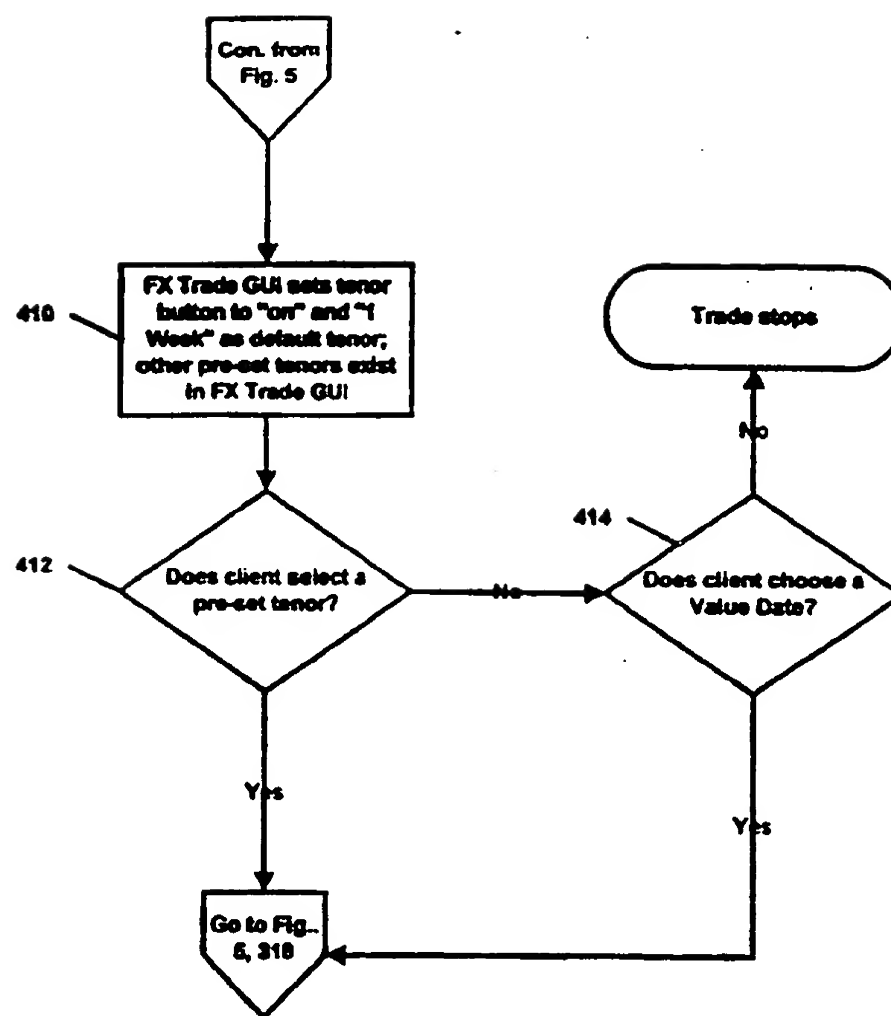 Con. from
Fig. 5
410
FX Trade GUI sets tenor
button to "on" and "1
Week" as default tenor;
other pre-set tenors exist
in FX Trade GUI
Trade stops
No
412
Does client select a
pre-set tenor?
No
414
Does client choose a
Value Date?
Yes
Yes
Go to Fig..
5, 318